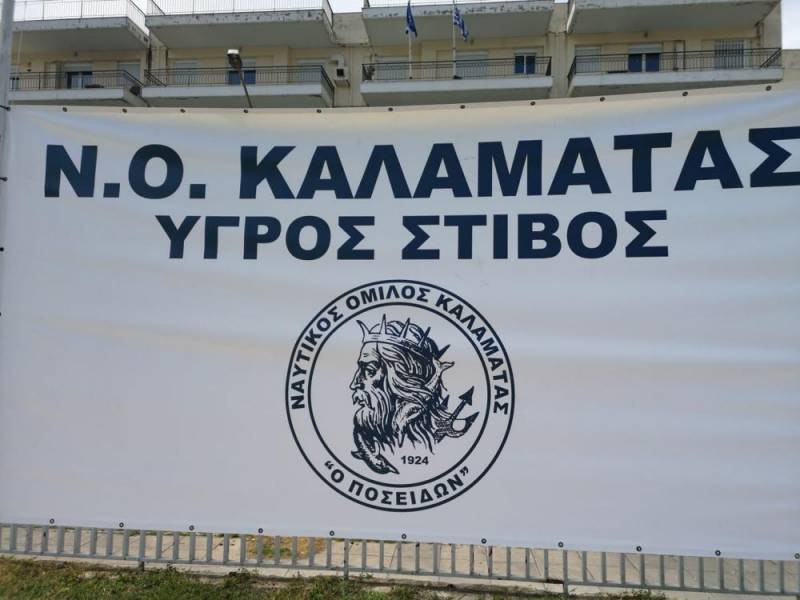 Ν.Ο. ΚΑΛΑΜΑΤΑΣ
ΥΓΡΟΣ ΣΤΙΒΟΣ
ΝΑΥΤΙΚΟΣ ΟΜΙΛΟΣ ΚΑΛΑΜΑΤΑΣ
1924
"Ο ΠΟΣΕΙΔΩΝ"